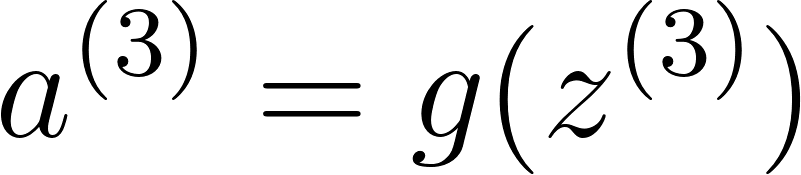 a^{(3)} = g(z^{(3)})